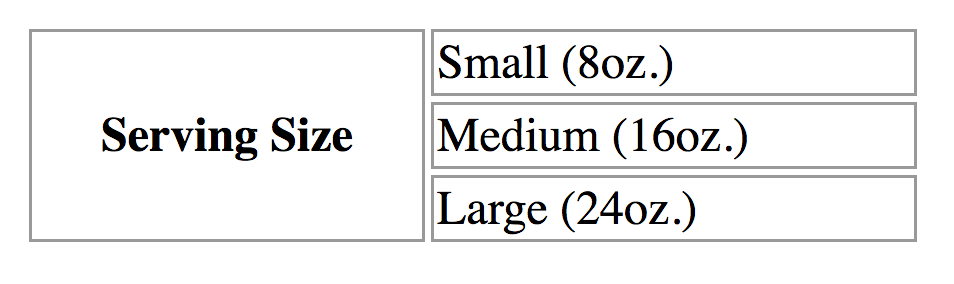 Serving Size
Small (8oz.)
Medium (16oz.)
Large (24oz.)